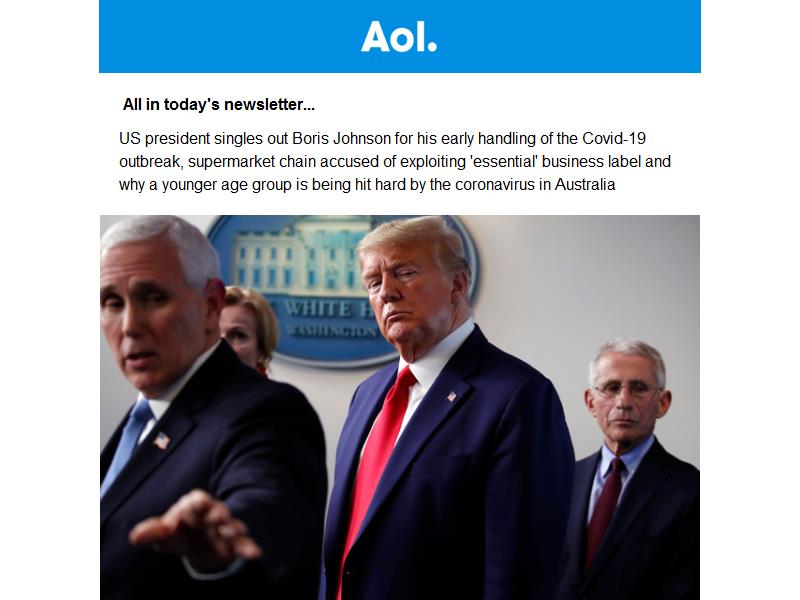 Aol.
All in today's newsletter...
US president singles out Boris Johnson for his early handling of the Covid-19
outbreak, supermarket chain accused of exploiting 'essential' business label and
why a younger age group is being hit hard by the coronavirus in Australia
WHITE H
WASHINGTON